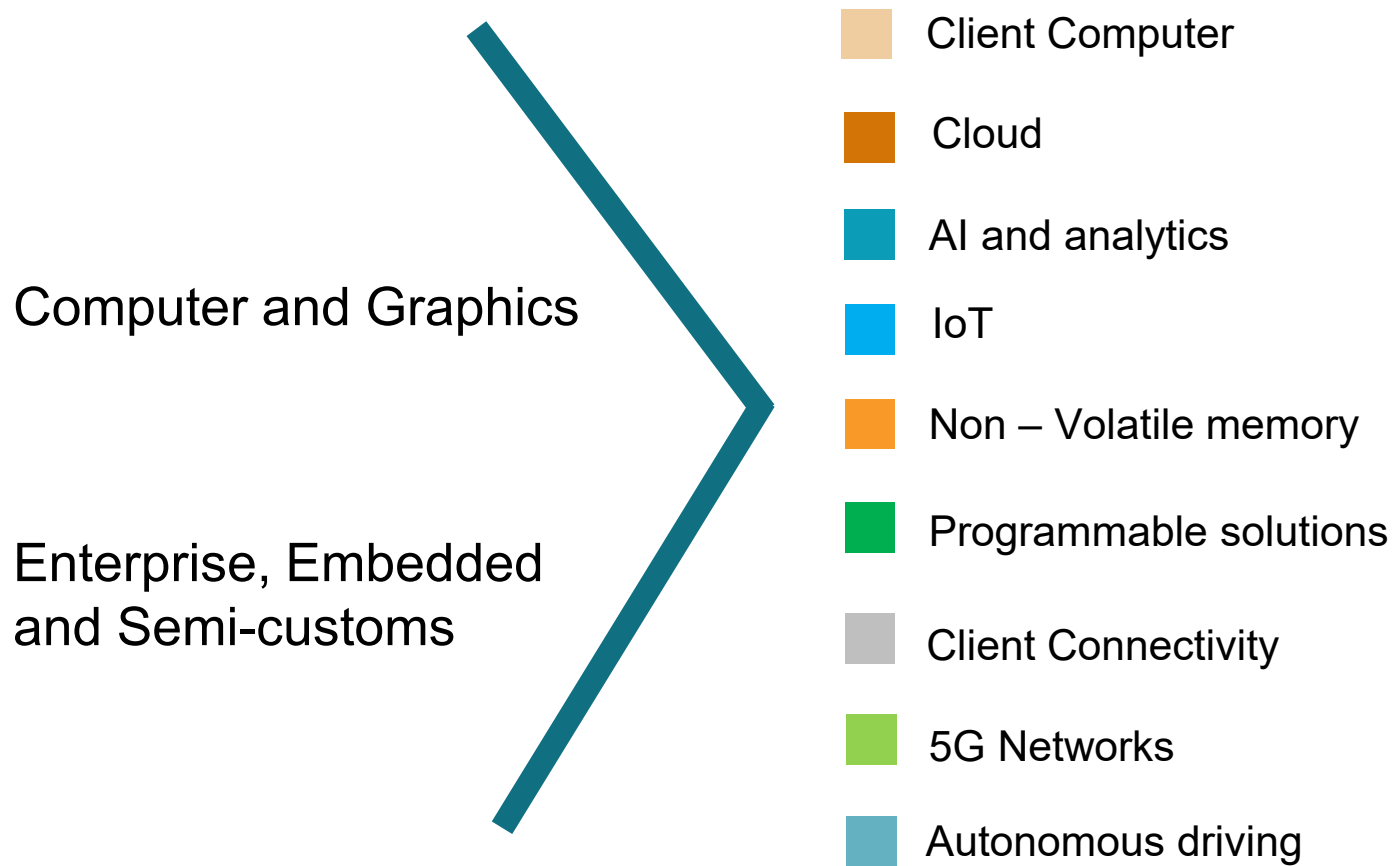 Computer and Graphics
Enterprise, Embedded
and Semi-customs
Client Computer
Cloud
AI and analytics
IoT
Non – Volatile memory
Programmable solutions
Client Connectivity
5G Networks
Autonomous driving